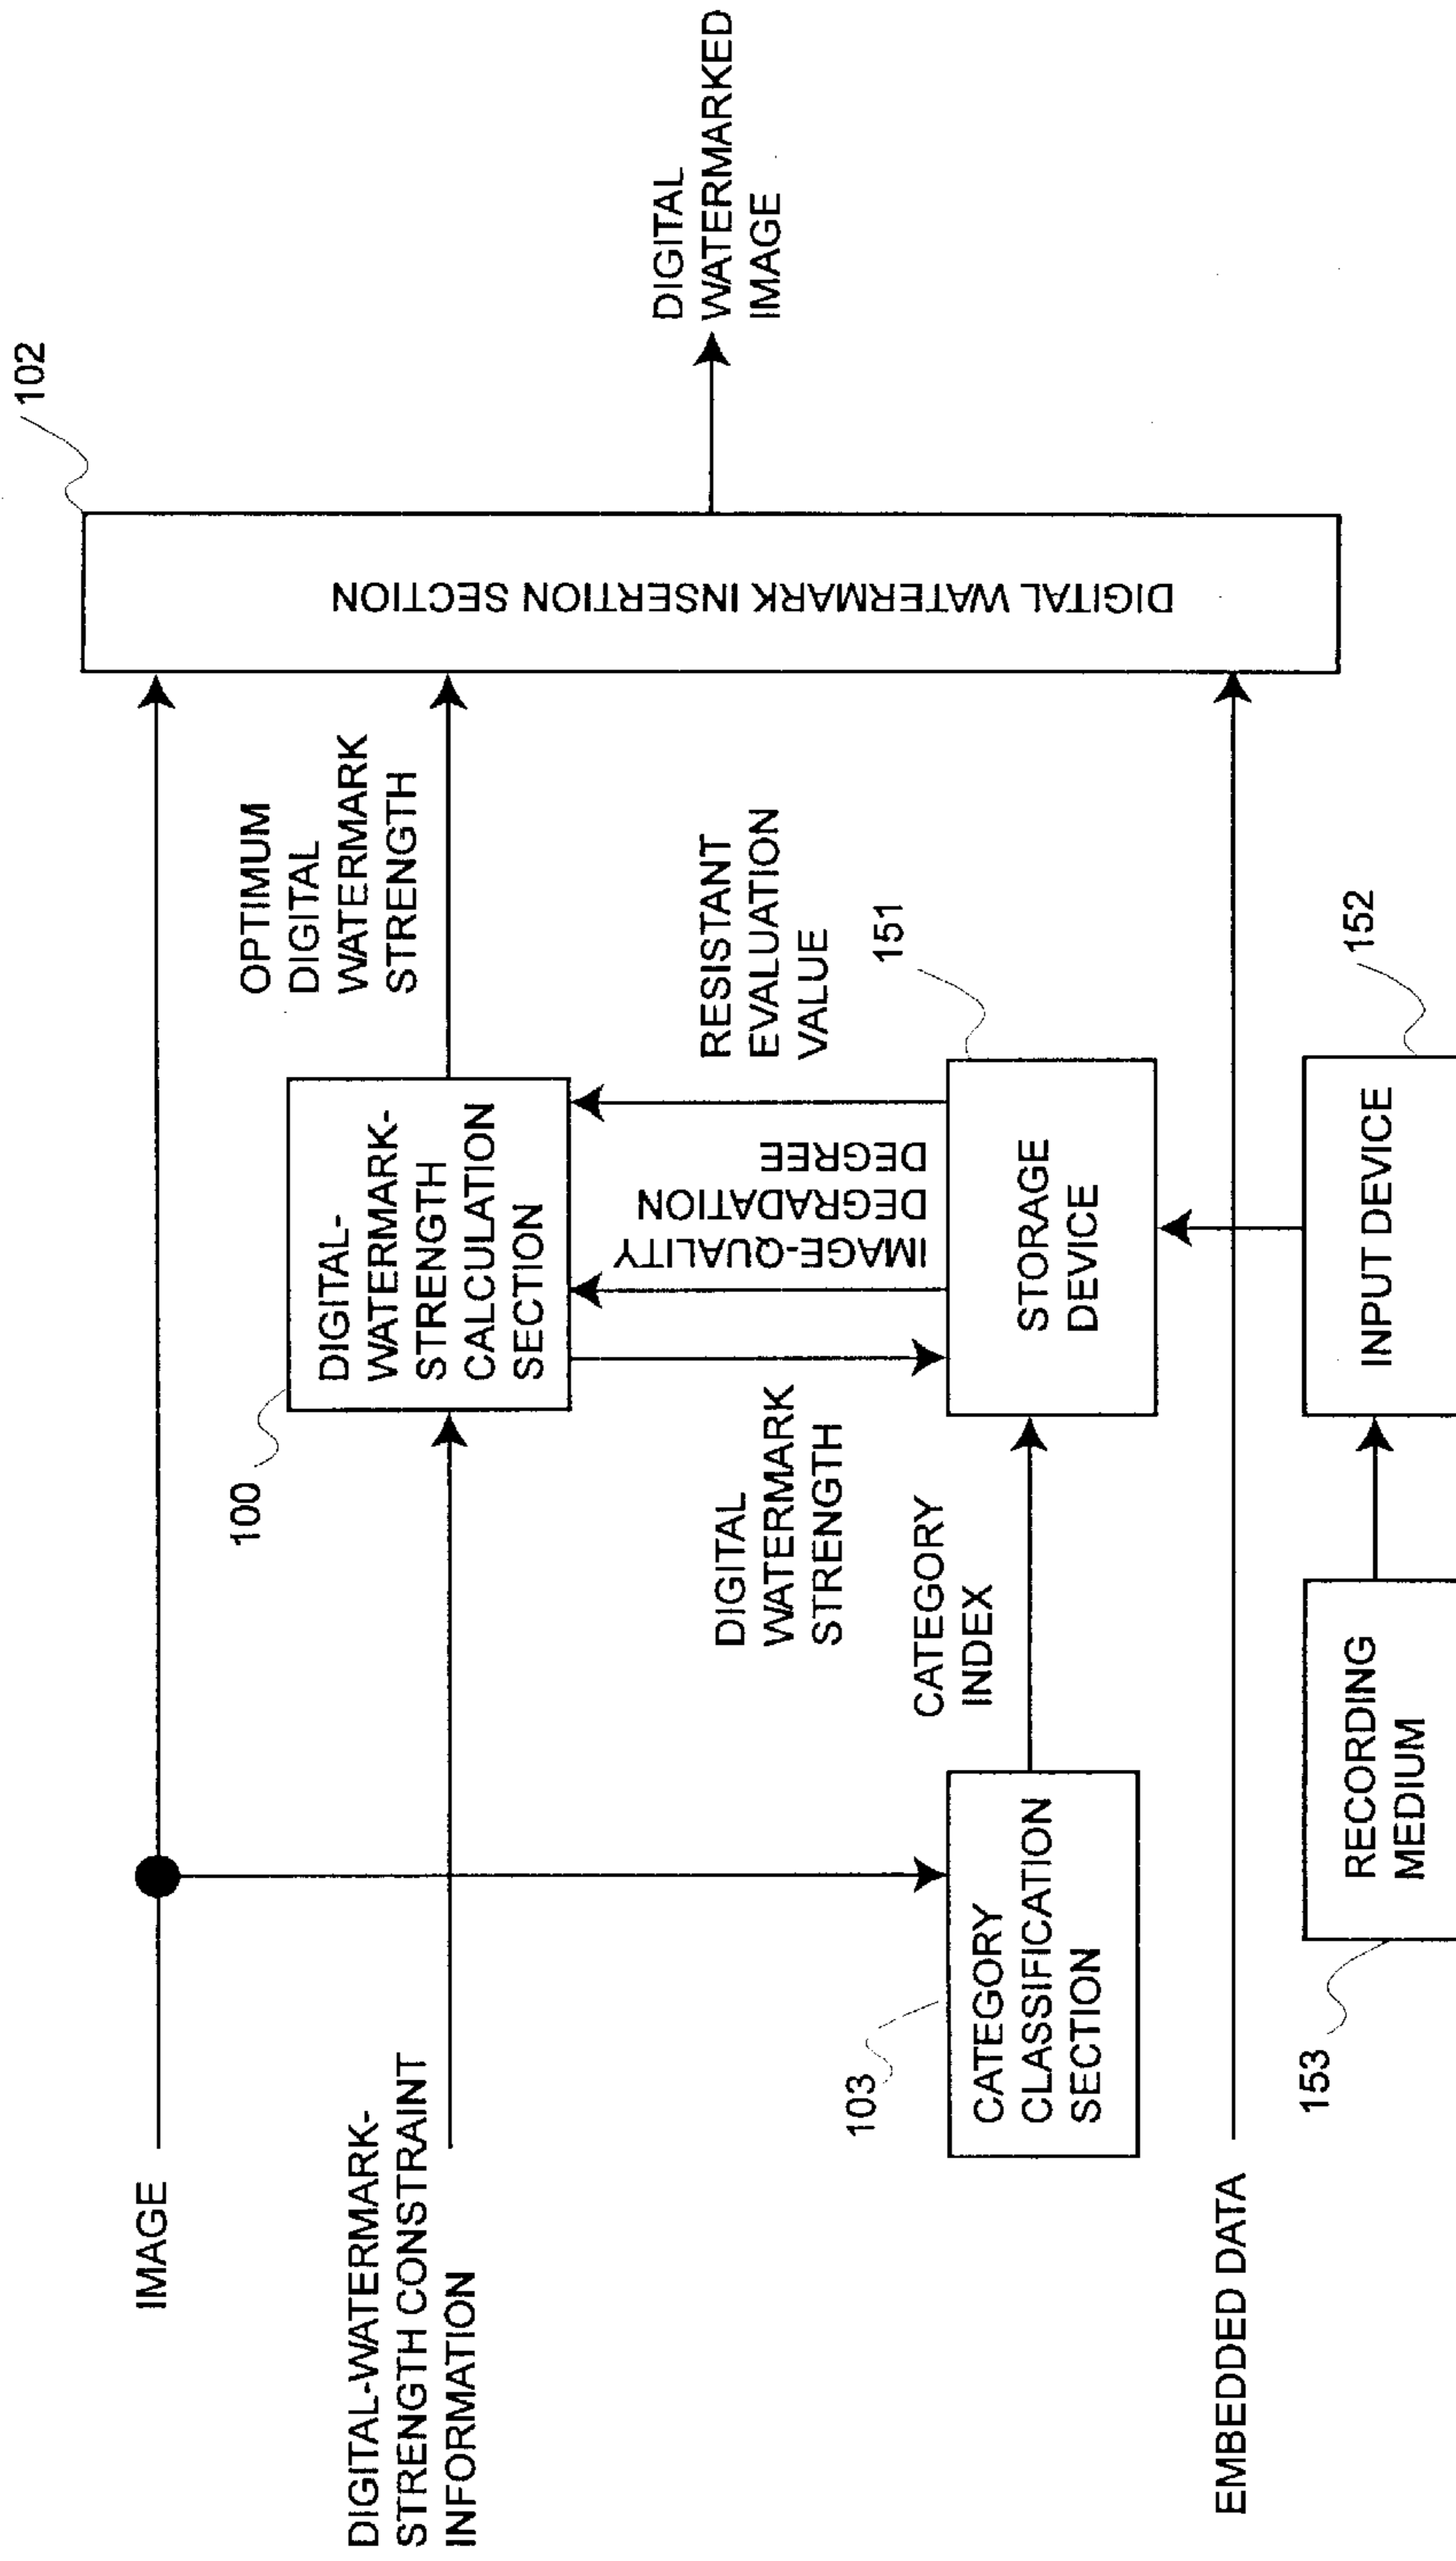 IMAGE
DIGITAL-WATERMARK-
STRENGTH CONSTRAINT
INFORMATION
EMBEDDED DATA
103
CATEGORY
CLASSIFICATION
SECTION
153
RECORDING
MEDIUM
CATEGORY
INDEX
100
DIGITAL-
WATERMARK-
STRENGTH
CALCULATION
SECTION
DIGITAL
WATERMARK
STRENGTH
IMAGE-QUALITY
DEGRADATION
DEGREE
RESISTANT
EVALUATION
VALUE
151
STORAGE
DEVICE
152
INPUT DEVICE
OPTIMUM
DIGITAL
WATERMARK
STRENGTH
102
DIGITAL WATERMARK INSERTION SECTION
DIGITAL
WATERMARKED
IMAGE